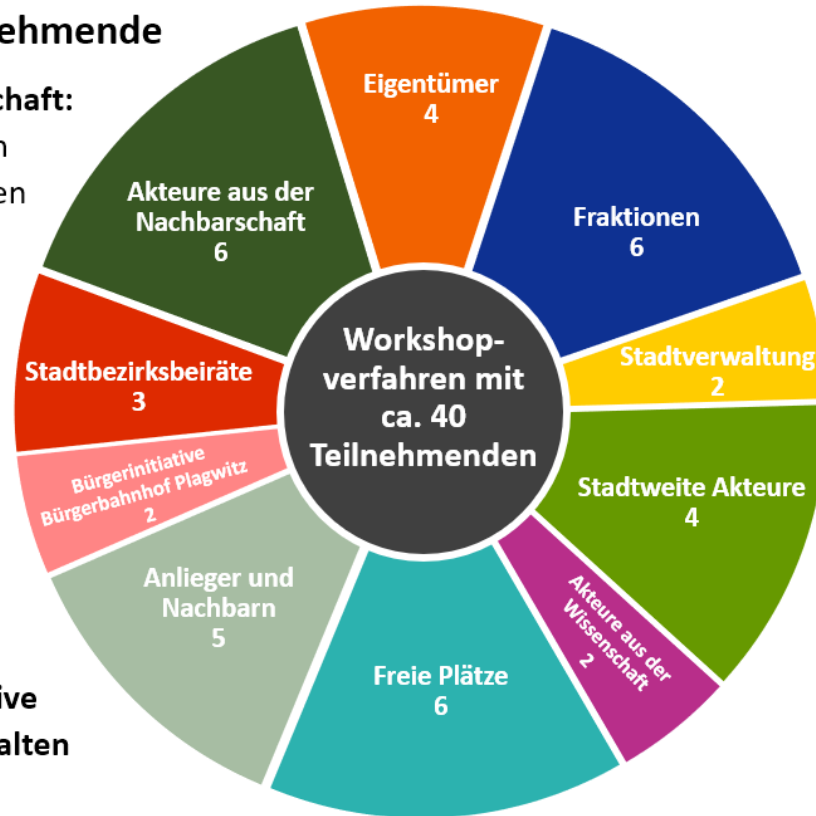 ehmende
chaft:
n
en
ive
alten
Eigentümer
4
Fraktionen
6
Stadtverwaltung
2
Stadtweite Akteure
4
Akteure aus der
Wissenschaft
2
Freie Plätze
6
Anlieger und
Nachbarn
5
Bürgerinitiative
Bürgerbahnhof Plagwitz
2
Stadtbezirksbeiräte
3
Akteure aus der
Nachbarschaft
6
Workshop-
verfahren mit
ca. 40
Teilnehmenden